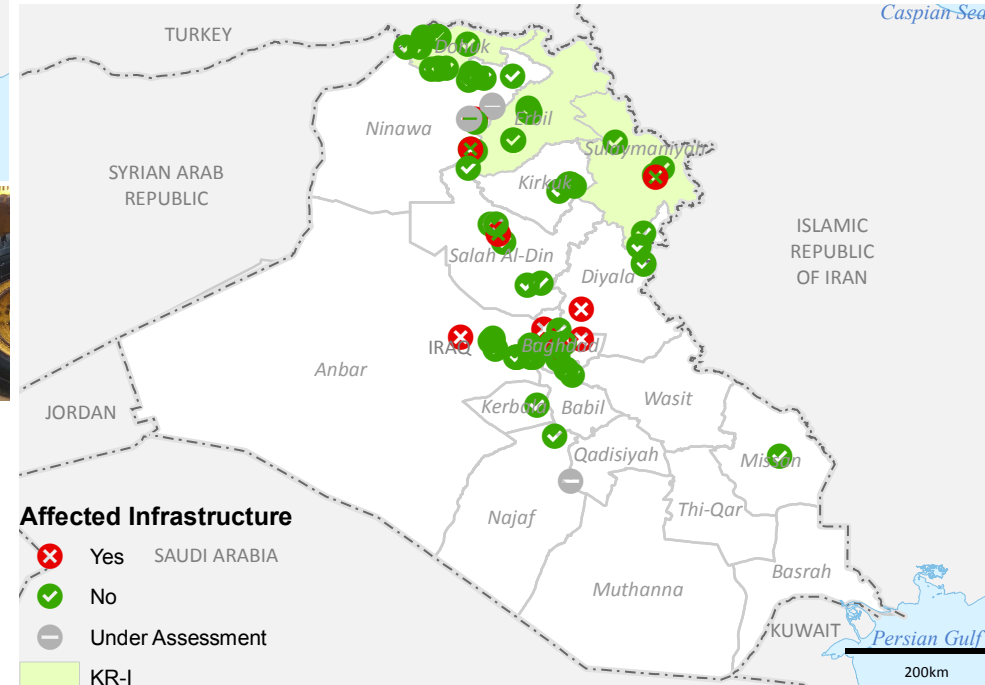 Caspian Sea
TURKEY
Dohuk
Ninawa
Erbil
SYRIAN ARAB
REPUBLIC
Sulaymaniyah
Kirkuk
ISLAMIC
REPUBLIC
OF IRAN
Salah Al-Din
Diyala
IRAQ
Baghdad
Anbar
JORDAN
Kerbala
Babil
Wasit
Qadisiyah
Missan
Najaf
Thi-Qar
Affected Infrastructure
Yes
SAUDI ARABIA
No
Basrah
Muthanna
Under Assessment
KUWAIT
Persian Gulf
KR-I
200km